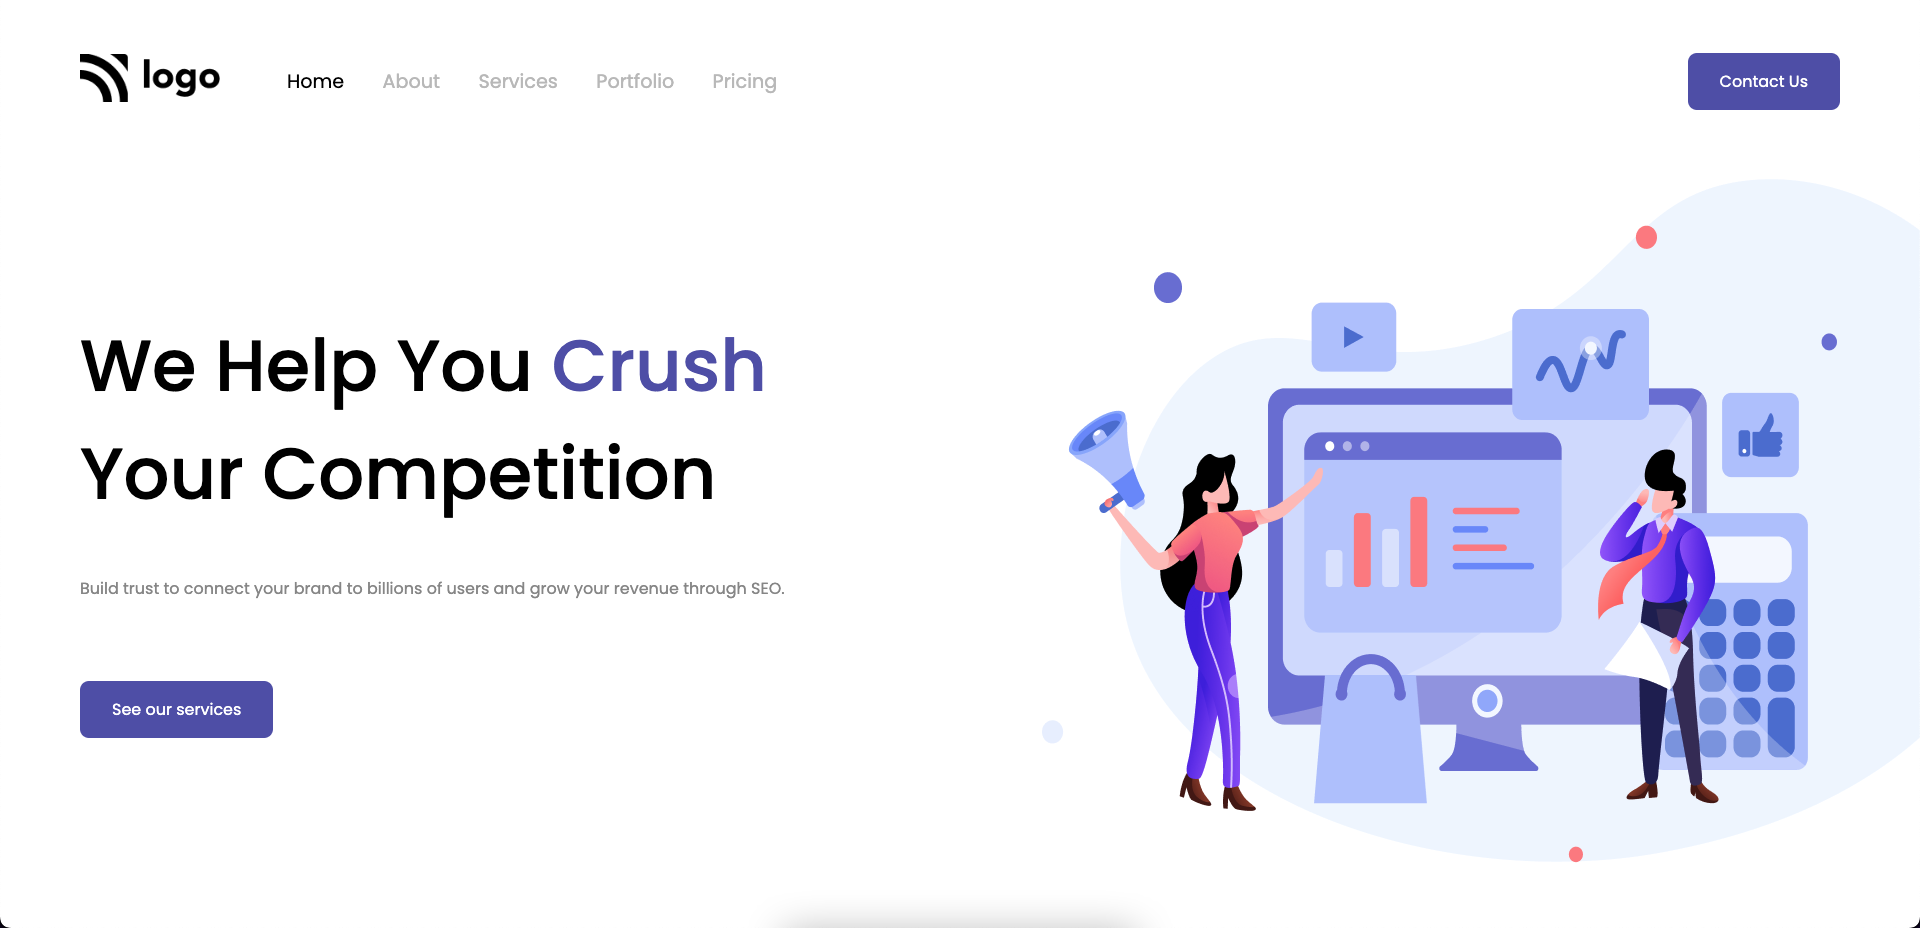 logo
Home About Services Portfolio Pricing
Contact Us
We Help You Crush
Your Competition
Build trust to connect your brand to billions of users and grow your revenue through SEO.
See our services